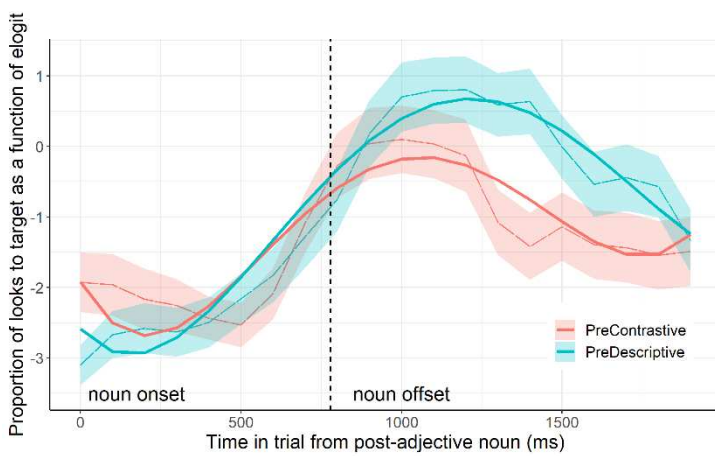 Proportion of looks to target as a function of elogit
1
0
-1
-2
-3
noun onset
noun offset
PreContrastive
PreDescriptive
0
500
1000
1500
Time in trial from post-adjective noun (ms)